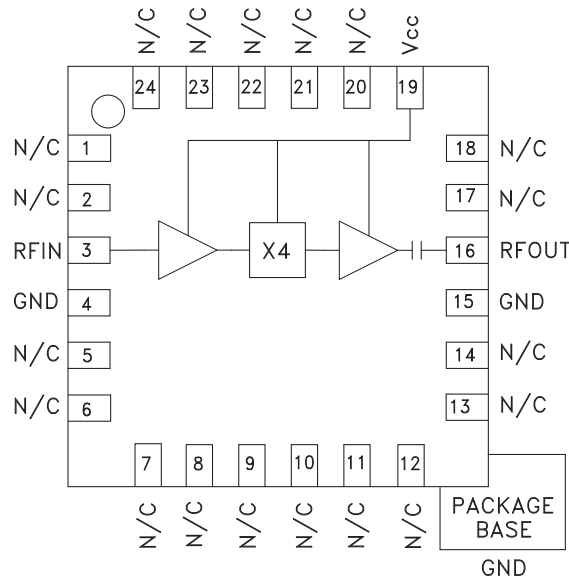 N/C N/C N/C N/C N/C Vcc
24 23 22 21 20 19
N/C 1 18 N/C
N/C 2 17 N/C
RFIN 3 X4 16 RFOUT
GND 4 15 GND
N/C 5 14 N/C
N/C 6 13 N/C
7 8 9 10 11 12
N/C N/C N/C N/C N/C N/C
PACKAGE
BASE
GND